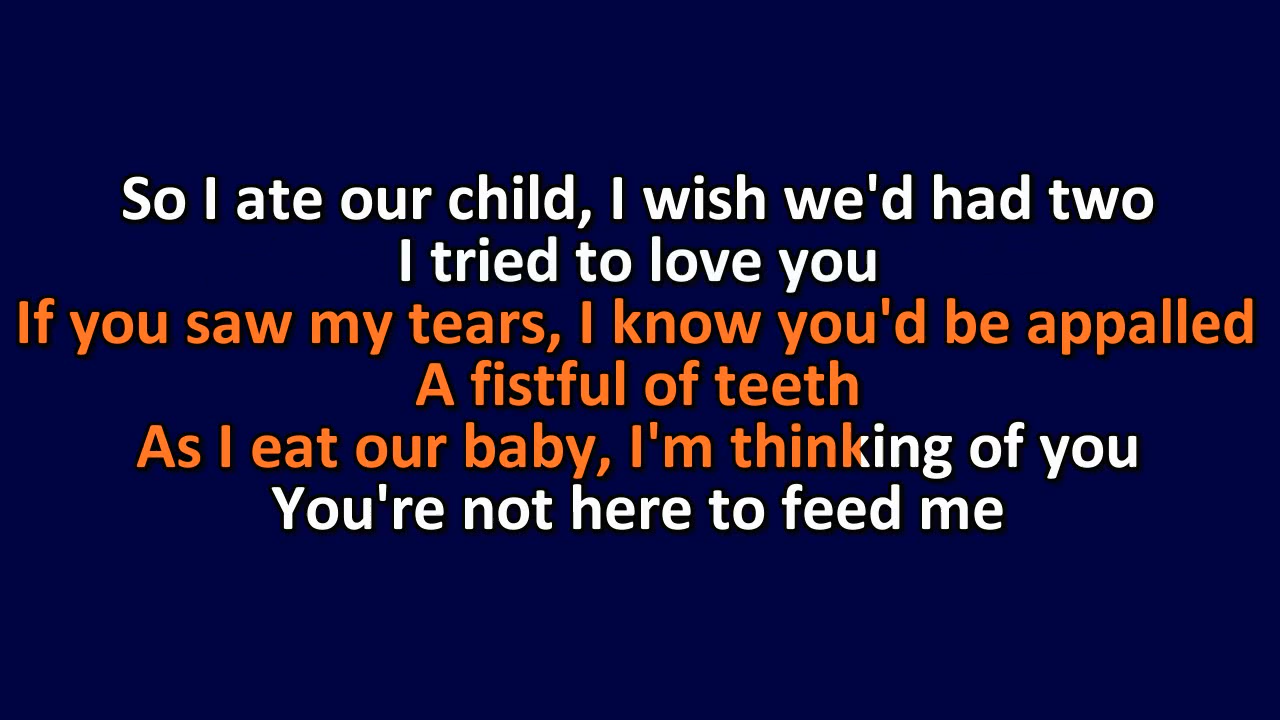 So I ate our child, I wish we'd had two
I tried to love you
If you saw my tears, I know you'd be appalled
A fistful of teeth
As I eat our baby, I'm thinking of you
You're not here to feed me